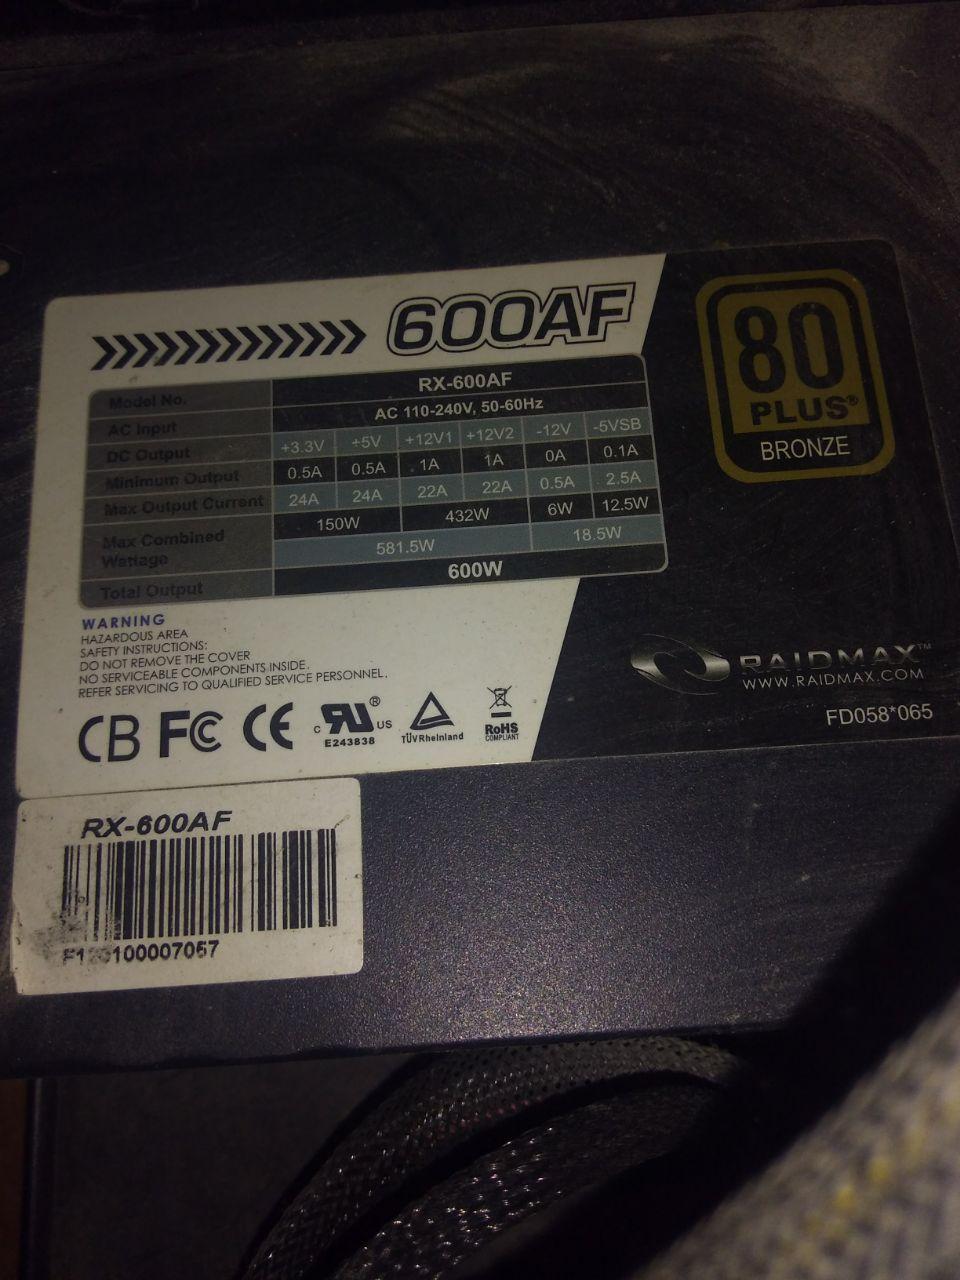 600AF
Model No. RX-600AF
AC Input AC 110-240V, 50-60Hz
DC Output +3.3V +5V +12V1 +12V2 -12V -5VSB
Minimum Output 0.5A 0.5A 1A 1A 0A 0.1A
Max Output Current 24A 24A 22A 22A 0.5A 2.5A
Max Combined Wattage 150W 432W 6W 12.5W
581.5W 18.5W
Total Output 600W
80
PLUS®
BRONZE
WARNING
HAZARDOUS AREA
SAFETY INSTRUCTIONS:
DO NOT REMOVE THE COVER
NO SERVICEABLE COMPONENTS INSIDE.
REFER SERVICING TO QUALIFIED SERVICE PERSONNEL.
CB FC CE c RU ® US
E243838
TÜVRheinland
RoHS
COMPLIANT
RAIDMAX™
WWW.RAIDMAX.COM
FD058*065
RX-600AF